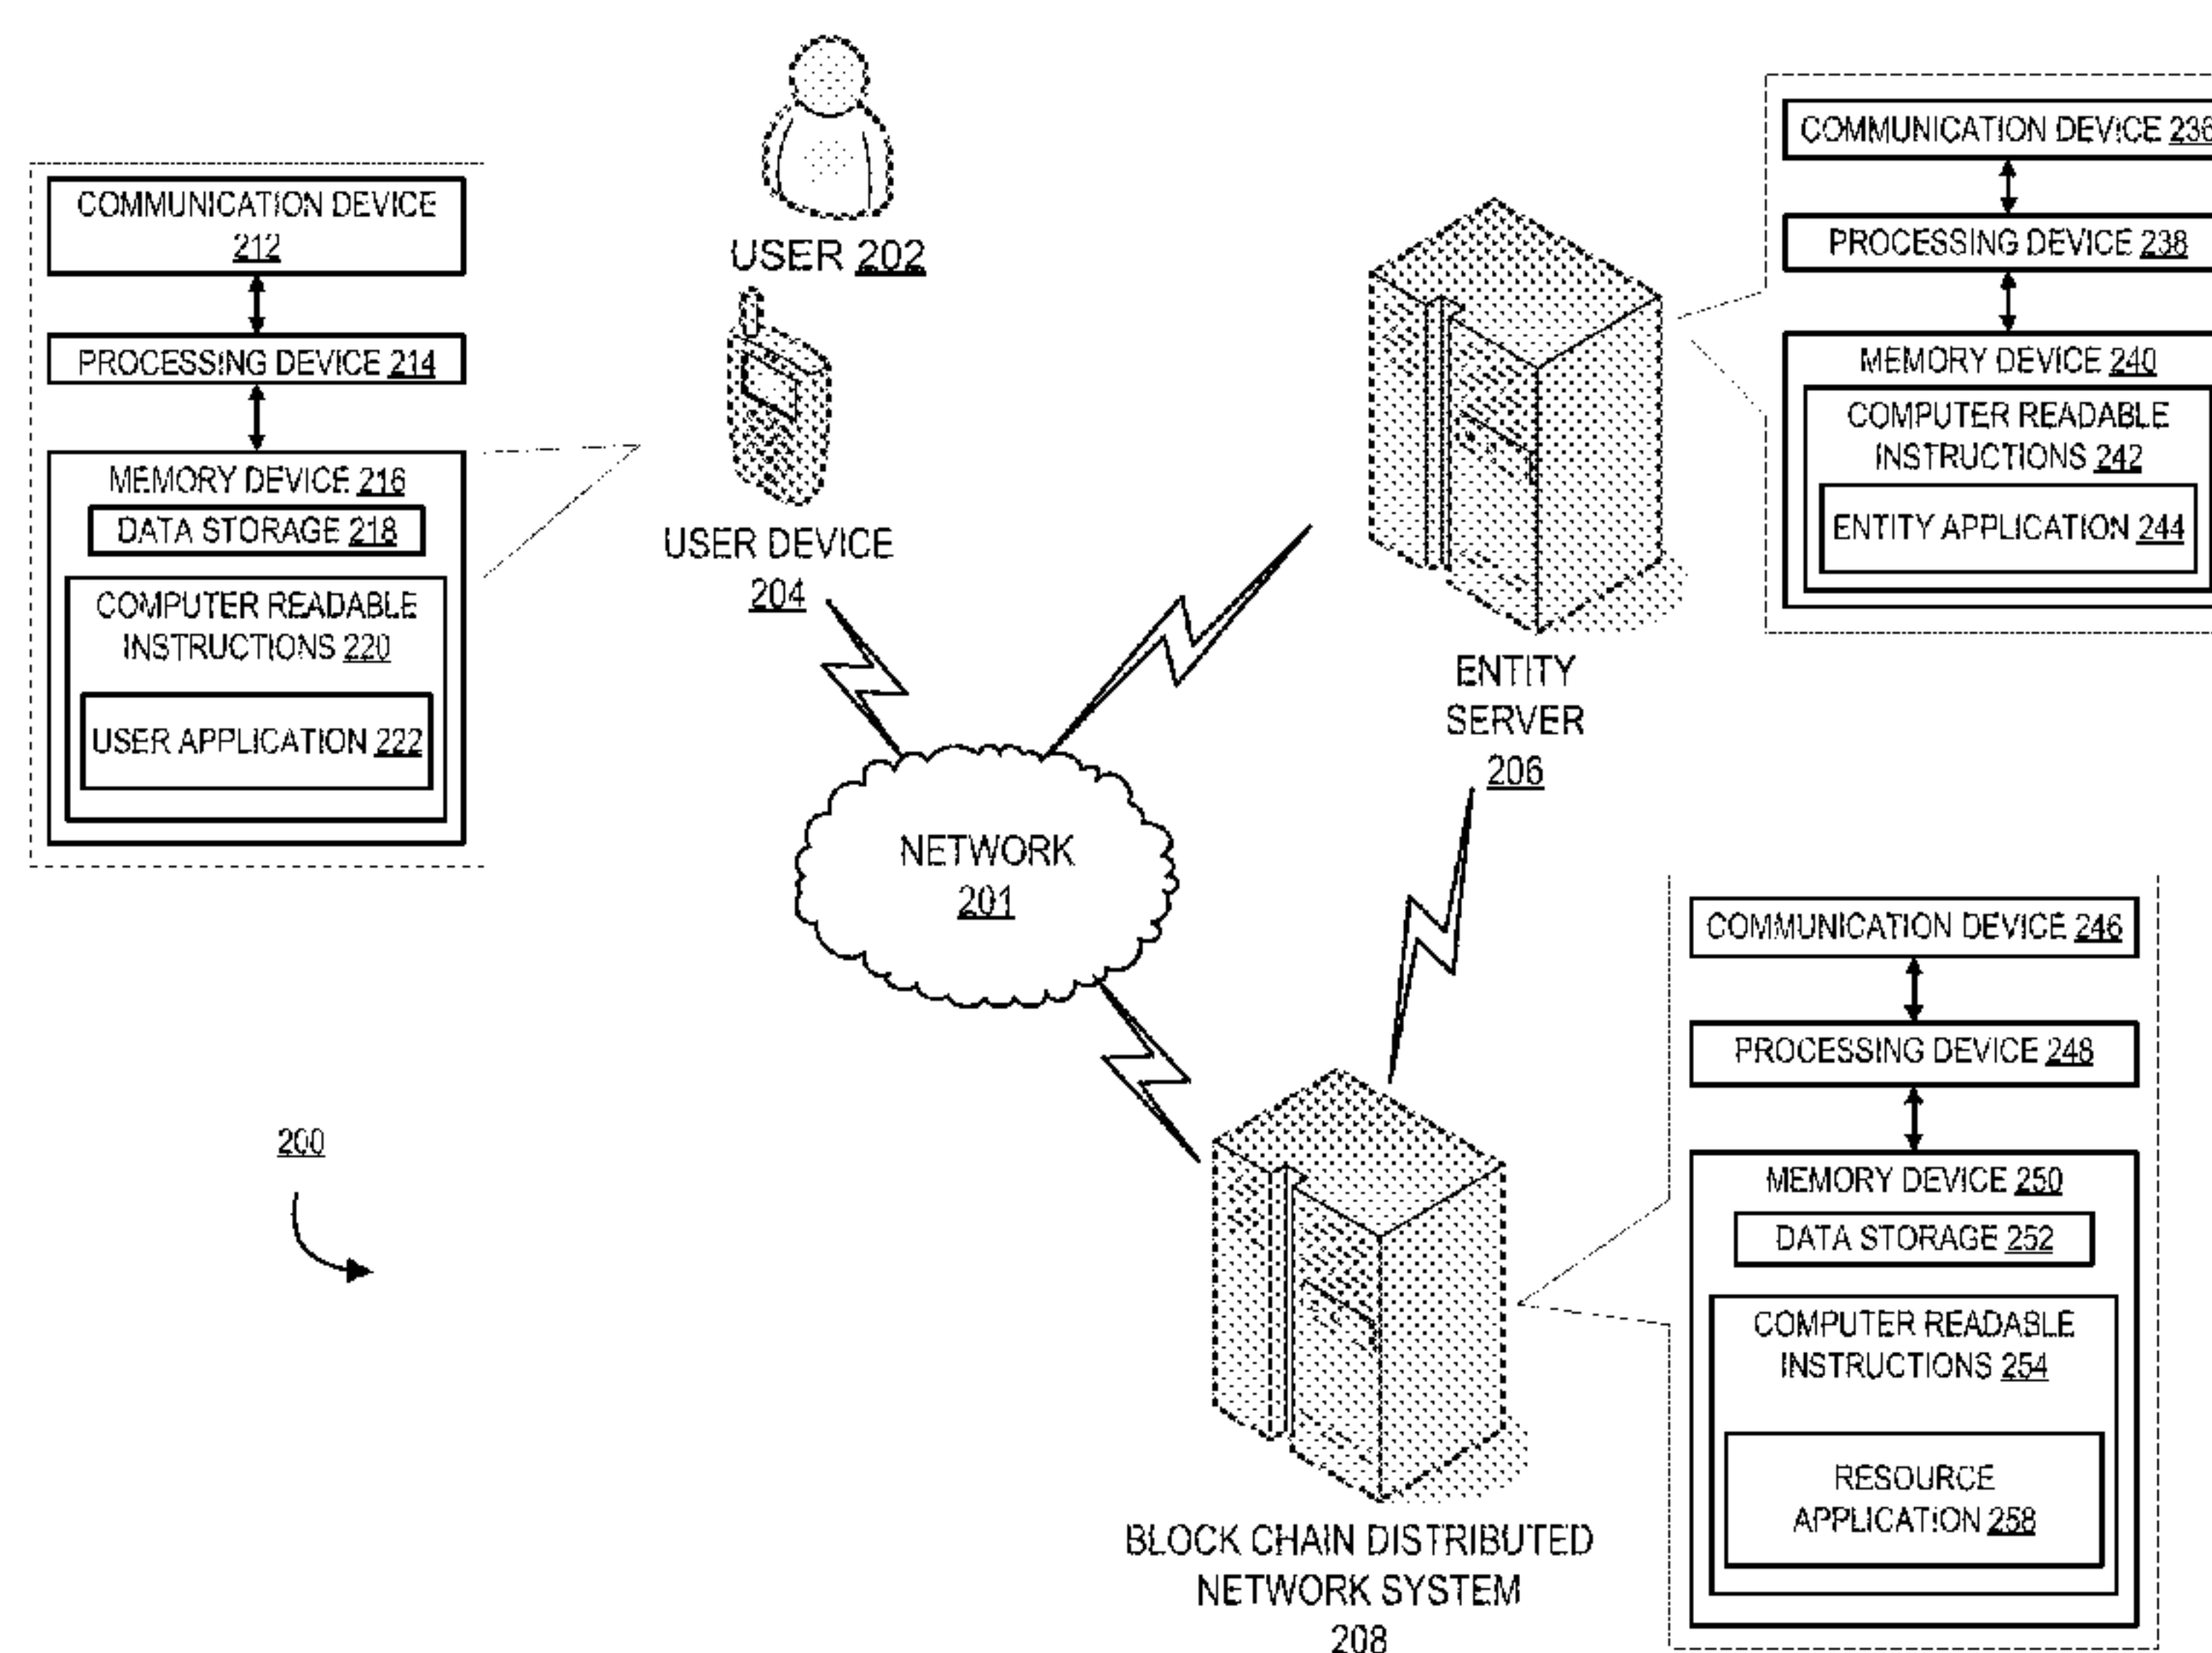 USER 202
COMMUNICATION DEVICE
212
PROCESSING DEVICE 214
MEMORY DEVICE 216
DATA STORAGE 218
COMPUTER READABLE
INSTRUCTIONS 220
USER APPLICATION 222
USER DEVICE
204
COMMUNICATION DEVICE 236
PROCESSING DEVICE 238
MEMORY DEVICE 240
COMPUTER READABLE
INSTRUCTIONS 242
ENTITY APPLICATION 244
ENTITY
SERVER
206
NETWORK
201
200
COMMUNICATION DEVICE 246
PROCESSING DEVICE 248
MEMORY DEVICE 250
DATA STORAGE 252
COMPUTER READABLE
INSTRUCTIONS 254
RESOURCE
APPLICATION 258
BLOCK CHAIN DISTRIBUTED
NETWORK SYSTEM
208